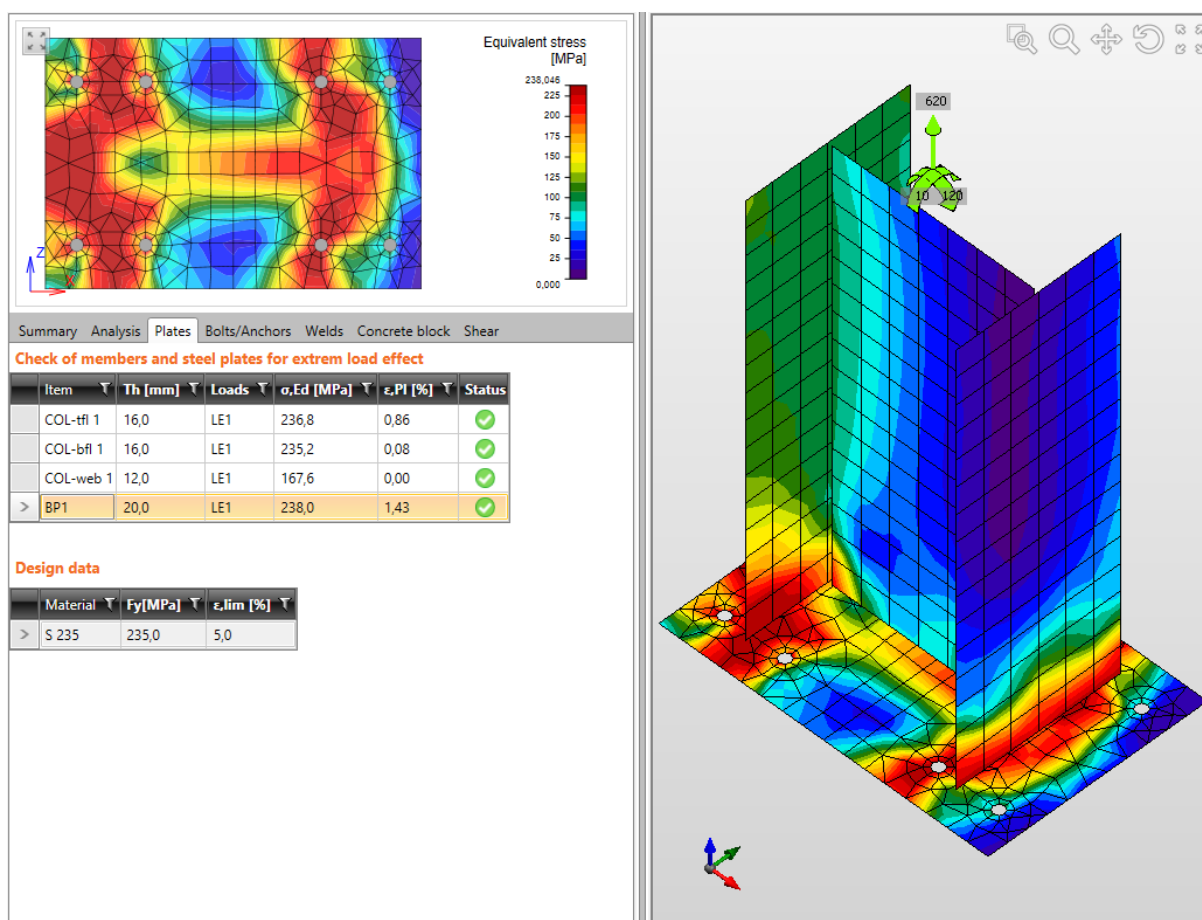 Equivalent stress
[MPa]
238,046
225
200
175
150
125
100
75
50
25
0,000
Z
X
Summary Analysis Plates Bolts/Anchors Welds Concrete block Shear
Check of members and steel plates for extrem load effect
Item Th [mm] Loads σ,Ed [MPa] ε,Pl [%] Status
COL-tfl 1 16,0 LE1 236,8 0,86
COL-bfl 1 16,0 LE1 235,2 0,08
COL-web 1 12,0 LE1 167,6 0,00
> BP1 20,0 LE1 238,0 1,43
Design data
Material Fy[MPa] ε,lim [%]
> S 235 235,0 5,0
620
10 120